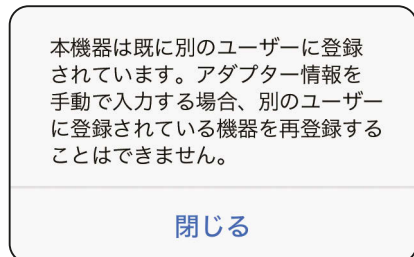 本機器は既に別のユーザーに登録
されています。アダプター情報を
手動で入力する場合、別のユーザー
に登録されている機器を再登録する
ことはできません。
閉じる